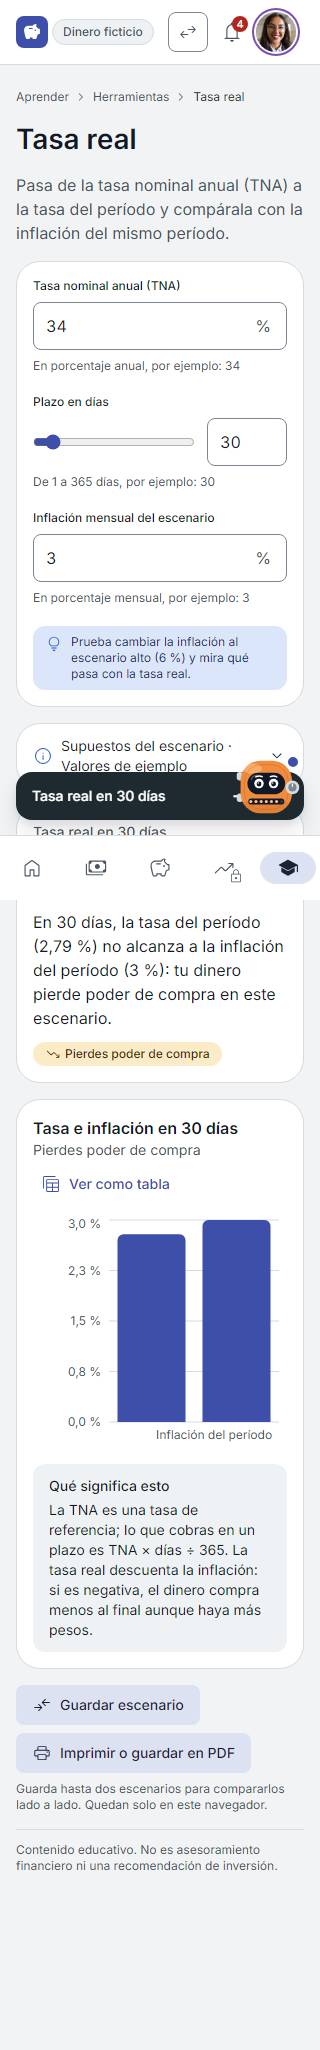 Dinero ficticio
4
Aprender > Herramientas > Tasa real
Tasa real
Pasa de la tasa nominal anual (TNA) a
la tasa del período y compárala con la
inflación del mismo período.
Tasa nominal anual (TNA)
34 %
En porcentaje anual, por ejemplo: 34
Plazo en días
30
De 1 a 365 días, por ejemplo: 30
Inflación mensual del escenario
3 %
En porcentaje mensual, por ejemplo: 3
Prueba cambiar la inflación al
escenario alto (6 %) y mira qué
pasa con la tasa real.
Supuestos del escenario ·
Valores de ejemplo
Tasa real en 30 días
Tasa real en 30 días
En 30 días, la tasa del período
(2,79 %) no alcanza a la inflación
del período (3 %): tu dinero
pierde poder de compra en este
escenario.
Pierdes poder de compra
Tasa e inflación en 30 días
Pierdes poder de compra
Ver como tabla
3,0 %
2,3 %
1,5 %
0,8 %
0,0 %
Inflación del período
Qué significa esto
La TNA es una tasa de
referencia; lo que cobras en un
plazo es TNA × días ÷ 365. La
tasa real descuenta la inflación:
si es negativa, el dinero compra
menos al final aunque haya más
pesos.
Guardar escenario
Imprimir o guardar en PDF
Guarda hasta dos escenarios para compararlos
lado a lado. Quedan solo en este navegador.
Contenido educativo. No es asesoramiento
financiero ni una recomendación de inversión.